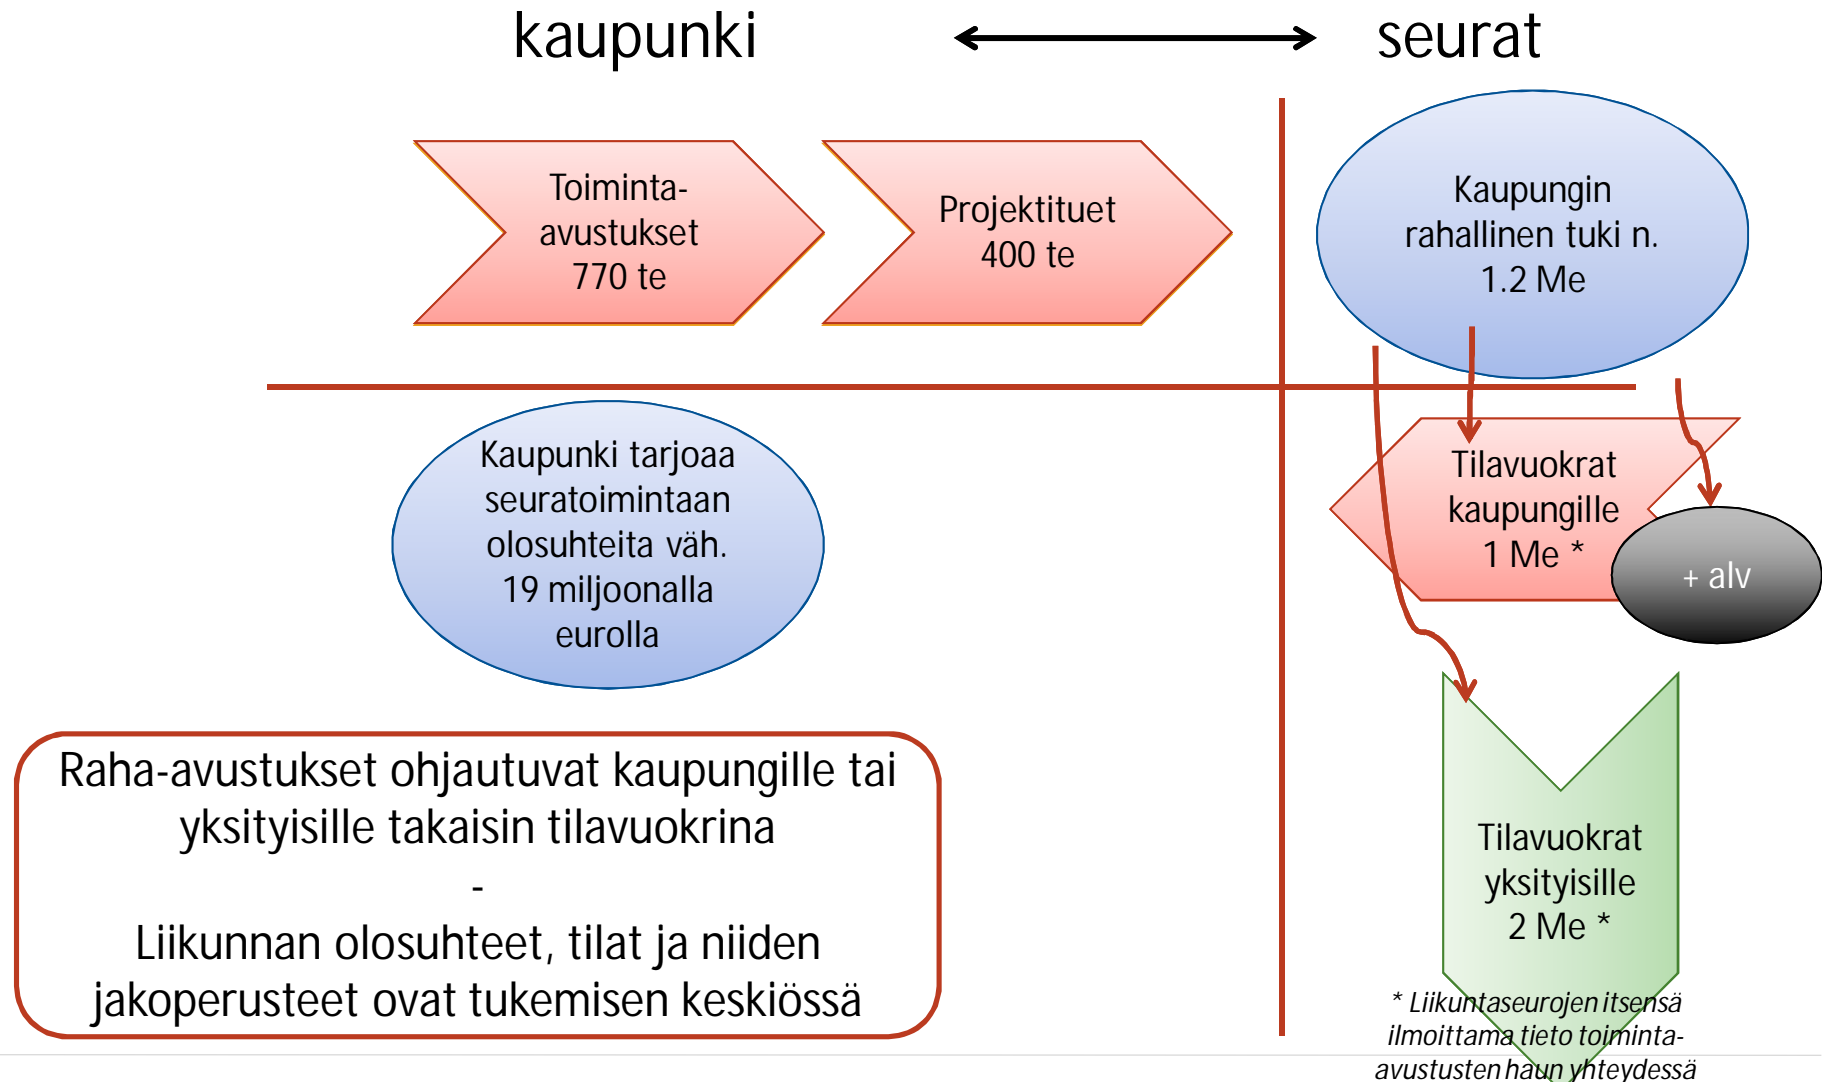 kaupunki
seurat
Toiminta-
avustukset
770 te
Projektituet
400 te
Kaupungin
rahallinen tuki n.
1.2 Me
Kaupunki tarjoaa
seuratoimintaan
olosuhteita väh.
19 miljoonalla
eurolla
Tilavuokrat
kaupungille
1 Me *
+ alv
Raha-avustukset ohjautuvat kaupungille tai
yksityisille takaisin tilavuokrina
-
Liikunnan olosuhteet, tilat ja niiden
jakoperusteet ovat tukemisen keskiössä
Tilavuokrat
yksityisille
2 Me *
* Liikuntaseurojen itsensä
ilmoittama tieto toiminta-
avustusten haun yhteydessä